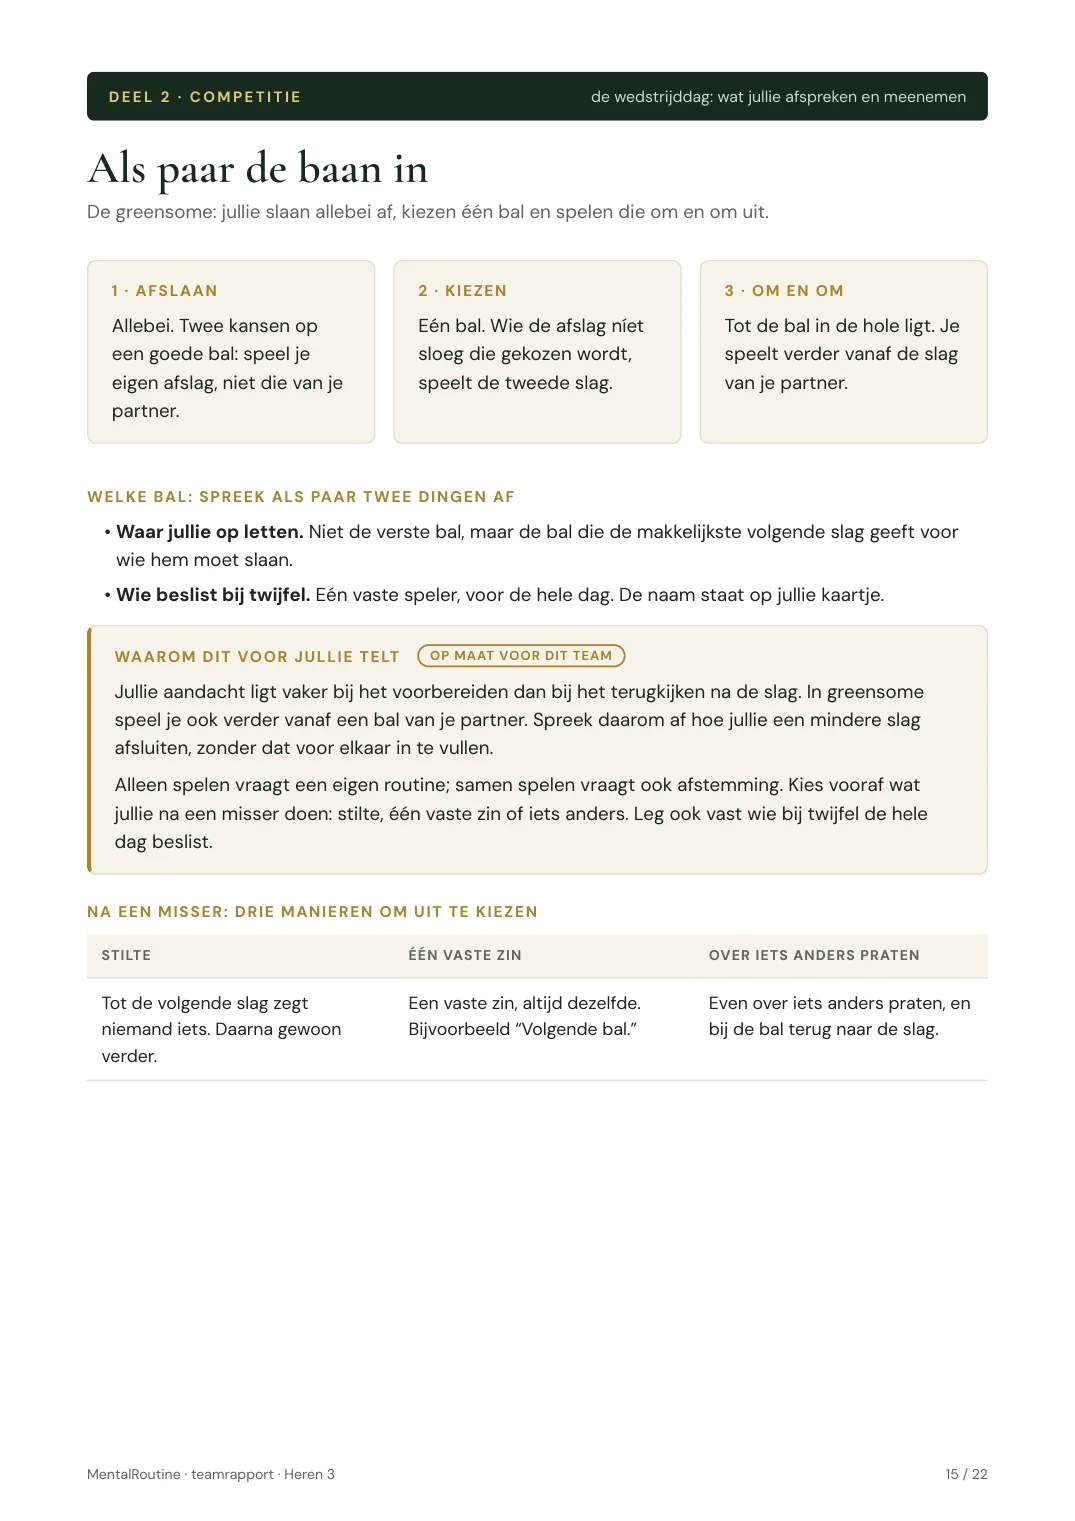 DEEL 2 · COMPETITIE
de wedstrijddag: wat jullie afspreken en meenemen
Als paar de baan in
De greensome: jullie slaan allebei af, kiezen één bal en spelen die om en om uit.
1 · AFSLAAN
Allebei. Twee kansen op
een goede bal: speel je
eigen afslag, niet die van je
partner.
2 · KIEZEN
Eén bal. Wie de afslag níet
sloeg die gekozen wordt,
speelt de tweede slag.
3 · OM EN OM
Tot de bal in de hole ligt. Je
speelt verder vanaf de slag
van je partner.
WELKE BAL: SPREEK ALS PAAR TWEE DINGEN AF
• Waar jullie op letten. Niet de verste bal, maar de bal die de makkelijkste volgende slag geeft voor
wie hem moet slaan.
• Wie beslist bij twijfel. Eén vaste speler, voor de hele dag. De naam staat op jullie kaartje.
WAAROM DIT VOOR JULLIE TELT OP MAAT VOOR DIT TEAM
Jullie aandacht ligt vaker bij het voorbereiden dan bij het terugkijken na de slag. In greensome
speel je ook verder vanaf een bal van je partner. Spreek daarom af hoe jullie een mindere slag
afsluiten, zonder dat voor elkaar in te vullen.
Alleen spelen vraagt een eigen routine; samen spelen vraagt ook afstemming. Kies vooraf wat
jullie na een misser doen: stilte, één vaste zin of iets anders. Leg ook vast wie bij twijfel de hele
dag beslist.
NA EEN MISSER: DRIE MANIEREN OM UIT TE KIEZEN
STILTE
Tot de volgende slag zegt
niemand iets. Daarna gewoon
verder.
ÉÉN VASTE ZIN
Een vaste zin, altijd dezelfde.
Bijvoorbeeld “Volgende bal.”
OVER IETS ANDERS PRATEN
Even over iets anders praten, en
bij de bal terug naar de slag.
MentalRoutine · teamrapport · Heren 3
15 / 22